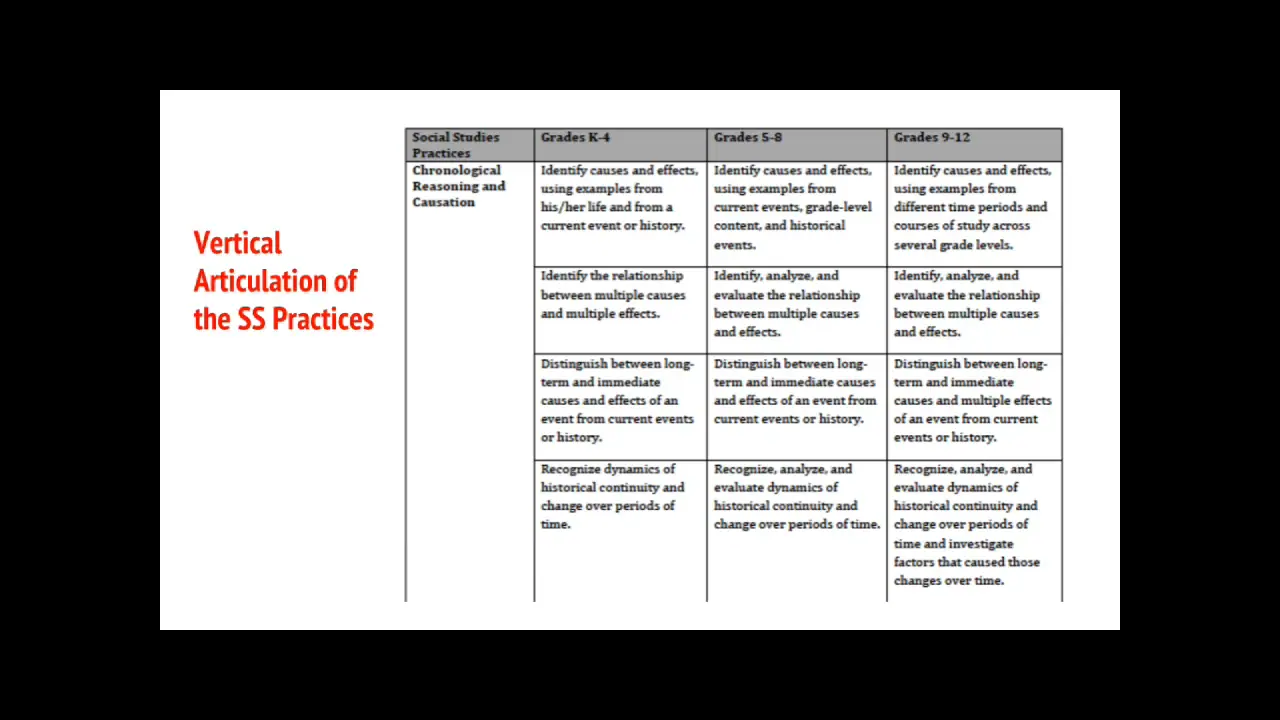 Vertical
Articulation of
the SS Practices
Social Studies
Practices
Grades K-4
Grades 5-8
Grades 9-12
Chronological
Reasoning and
Causation
Identify causes and effects,
using examples from
his/her life and from a
current event or history.
Identify causes and effects,
using examples from
current events, grade-level
content, and historical
events.
Identify causes and effects,
using examples from
different time periods and
courses of study across
several grade levels.
Identify the relationship
between multiple causes
and multiple effects.
Identify, analyze, and
evaluate the relationship
between multiple causes
and effects.
Identify, analyze, and
evaluate the relationship
between multiple causes
and effects.
Distinguish between long-
term and immediate
causes and effects of an
event from current events
or history.
Distinguish between long-
term and immediate causes
and effects of an event from
current events or history.
Distinguish between long-
term and immediate
causes and multiple effects
of an event from current
events or history.
Recognize dynamics of
historical continuity and
change over periods of
time.
Recognize, analyze, and
evaluate dynamics of
historical continuity and
change over periods of time.
Recognize, analyze, and
evaluate dynamics of
historical continuity and
change over periods of
time and investigate
factors that caused those
changes over time.